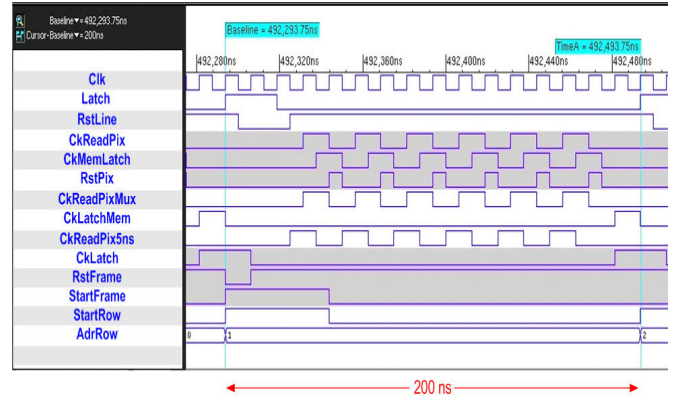 Baseline ▾ = 492,293.75ns
Cursor-Baseline ▾ = 200ns
Baseline = 492,293.75ns
TimeA = 492,493.75ns
492,280ns 492,320ns 492,360ns 492,400ns 492,440ns 492,480ns
Clk
Latch
RstLine
CkReadPix
CkMemLatch
RstPix
CkReadPixMux
CkLatchMem
CkReadPix5ns
CkLatch
RstFrame
StartFrame
StartRow
AdrRow 0 1 2
200 ns